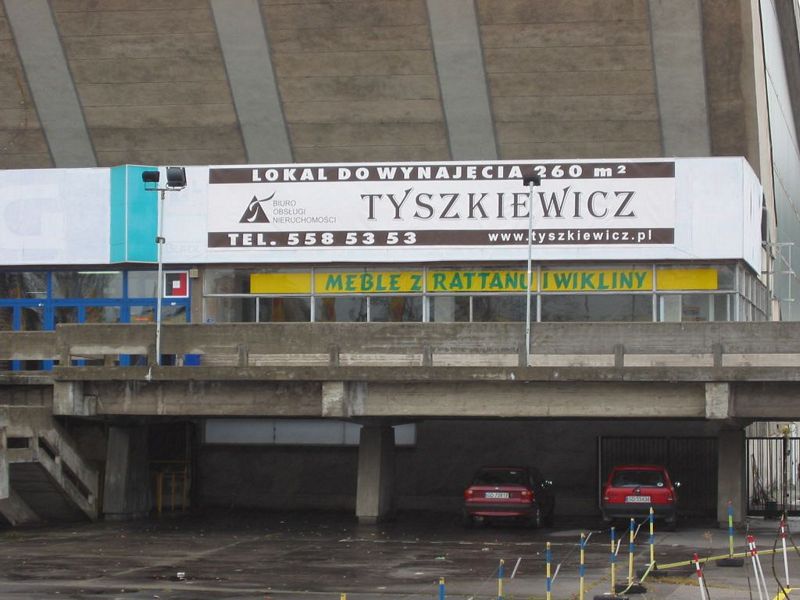 LOKAL DO WYNAJĘCIA 260 m²
BIURO
OBSŁUGI
NIERUCHOMOŚCI
TYSZKIEWICZ
TEL. 558 53 53
www.tyszkiewicz.pl
MEBLE Z RATTANU I WIKLINY